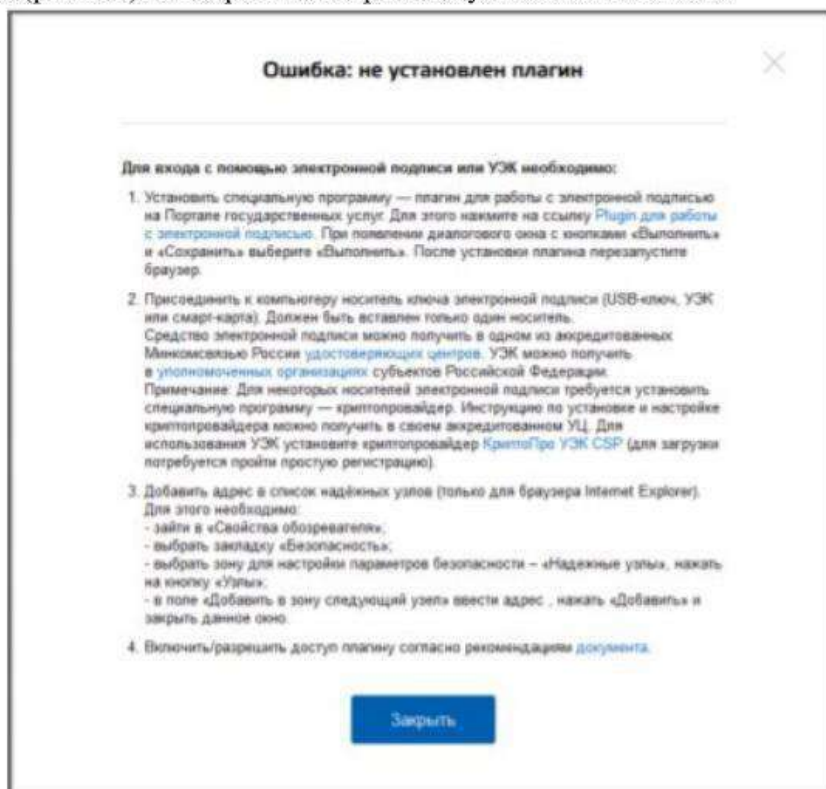 Ошибка: не установлен плагин
Для входа с помощью электронной подписи или УЭК необходимо:
1. Установить специальную программу — плагин для работы с электронной подписью
на Портале государственных услуг. Для этого нажмите на ссылку Plugin для работы
с электронной подписью. При появлении диалогового окна с кнопками «Выполнить»
и «Сохранить» выберите «Выполнить». После установки плагина перезапустите
браузер.
2. Присоединить к компьютеру носитель ключа электронной подписи (USB-ключ, УЭК
или смарт-карта). Должен быть вставлен только один носитель.
Средство электронной подписи можно получить в одном из аккредитованных
Минкомсвязью России удостоверяющих центров. УЭК можно получить
в уполномоченных организациях субъектов Российской Федерации.
Примечание: Для некоторых носителей электронной подписи требуется установить
специальную программу — криптопровайдер. Инструкцию по установке и настройке
криптопровайдера можно получить в своем аккредитованном УЦ. Для
использования УЭК установите криптопровайдер КриптоПро УЭК CSP (для загрузки
потребуется пройти простую регистрацию).
3. Добавить адрес в список надёжных узлов (только для браузера Internet Explorer).
Для этого необходимо:
- зайти в «Свойства обозревателя»;
- выбрать закладку «Безопасность»;
- выбрать зону для настройки параметров безопасности – «Надежные узлы», нажать
на кнопку «Узлы»;
- в поле «Добавить в зону следующий узел» ввести адрес , нажать «Добавить» и
закрыть данное окно.
4. Включить/разрешить доступ плагину согласно рекомендациям документа.
Закрыть